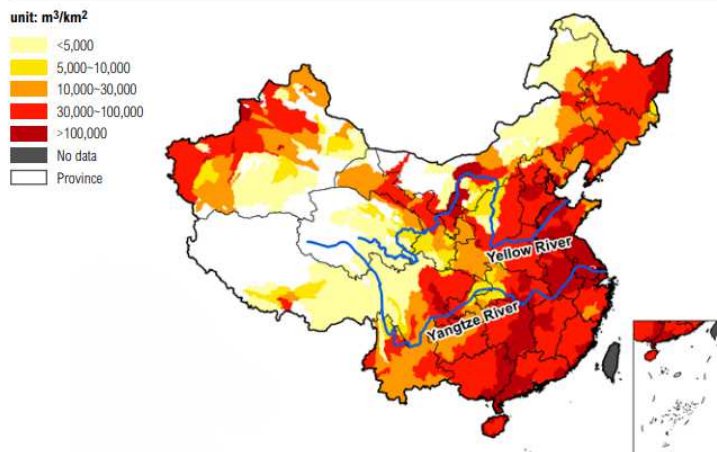 unit: m³/km²
<5,000
5,000~10,000
10,000~30,000
30,000~100,000
>100,000
No data
Province
Yellow River
Yangtze River